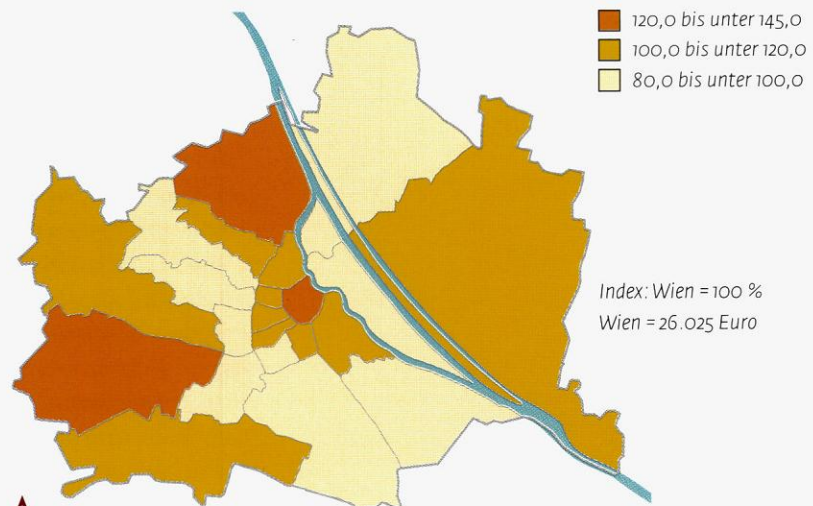 120,0 bis unter 145,0
100,0 bis unter 120,0
80,0 bis unter 100,0
Index: Wien = 100 %
Wien = 26.025 Euro